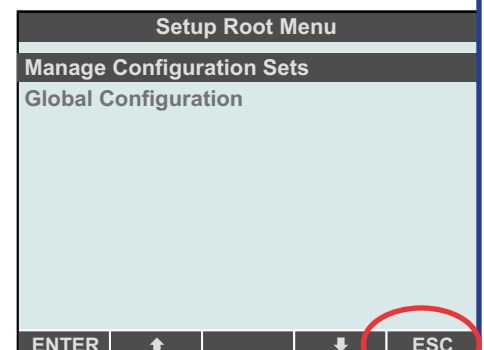 Setup Root Menu
Manage Configuration Sets
Global Configuration
ENTER ESC